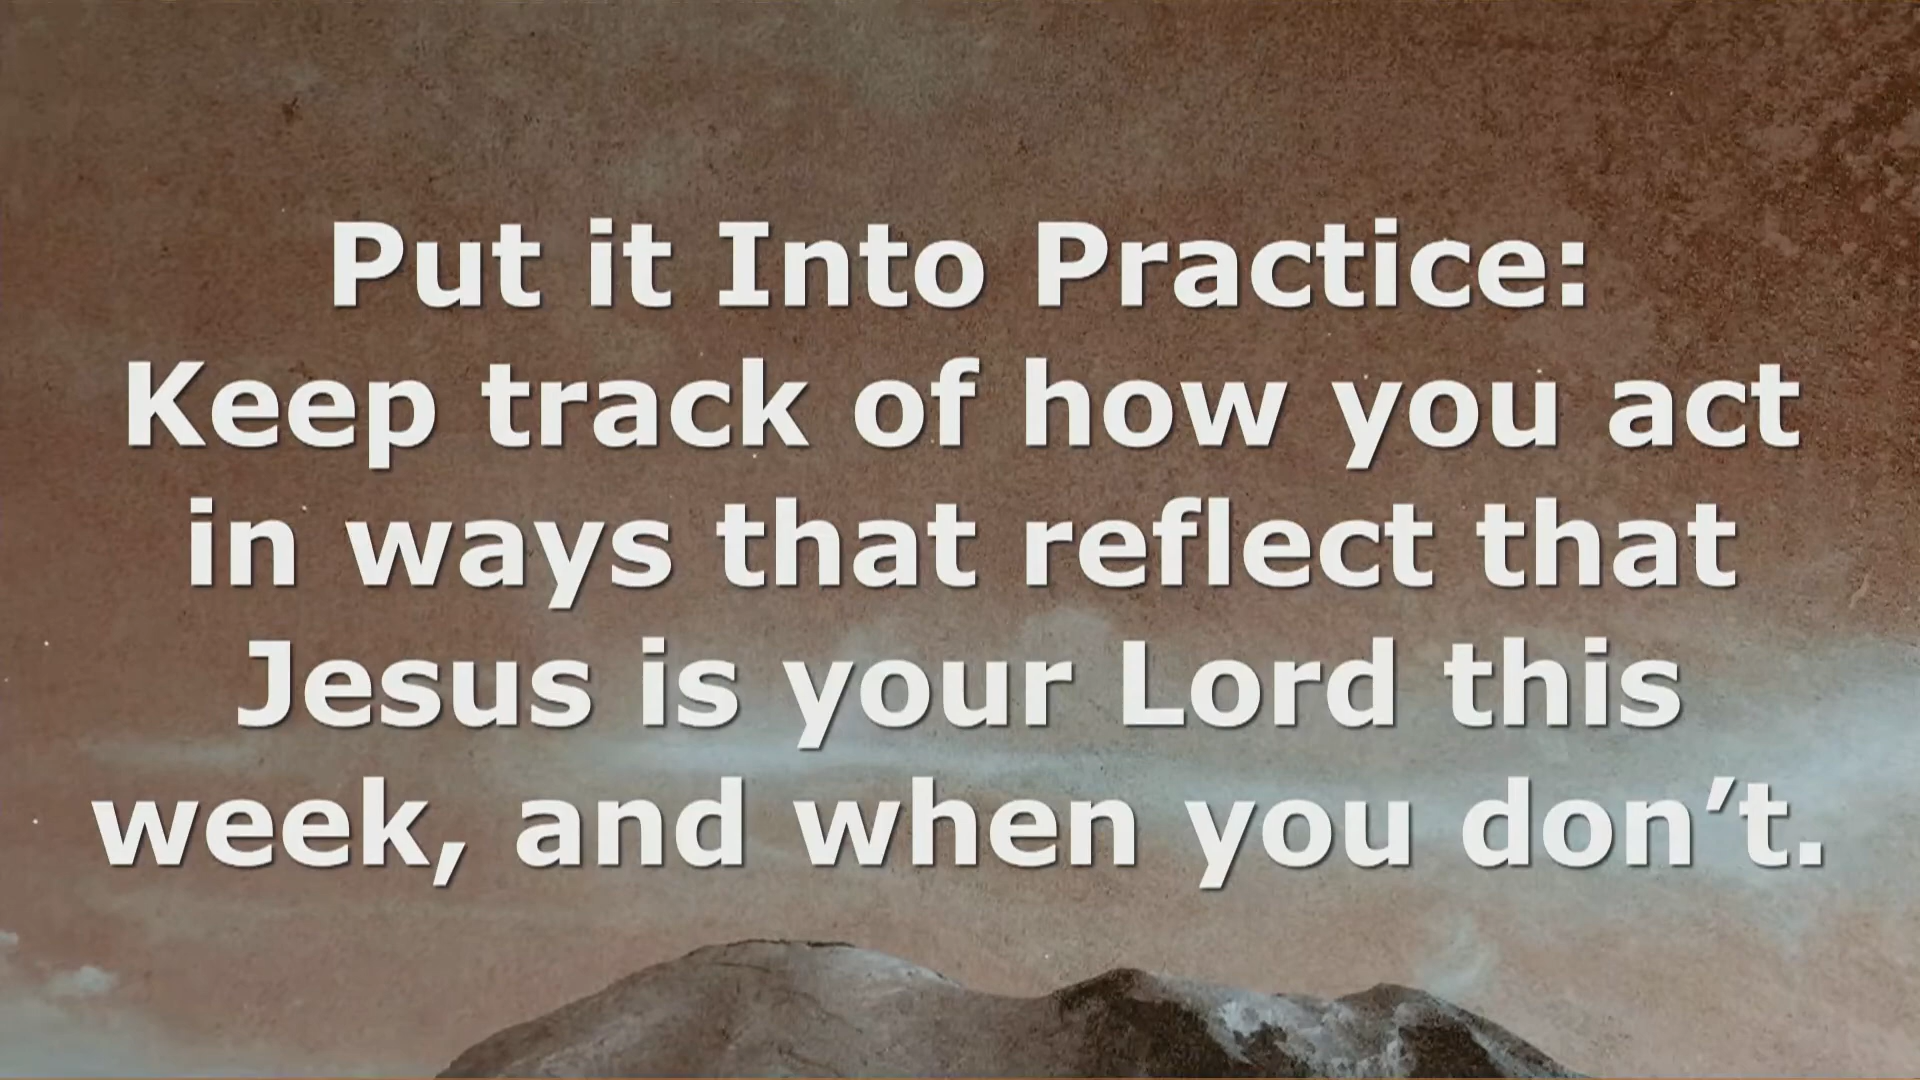 Put it Into Practice:
Keep track of how you act
in ways that reflect that
Jesus is your Lord this
week, and when you don’t.